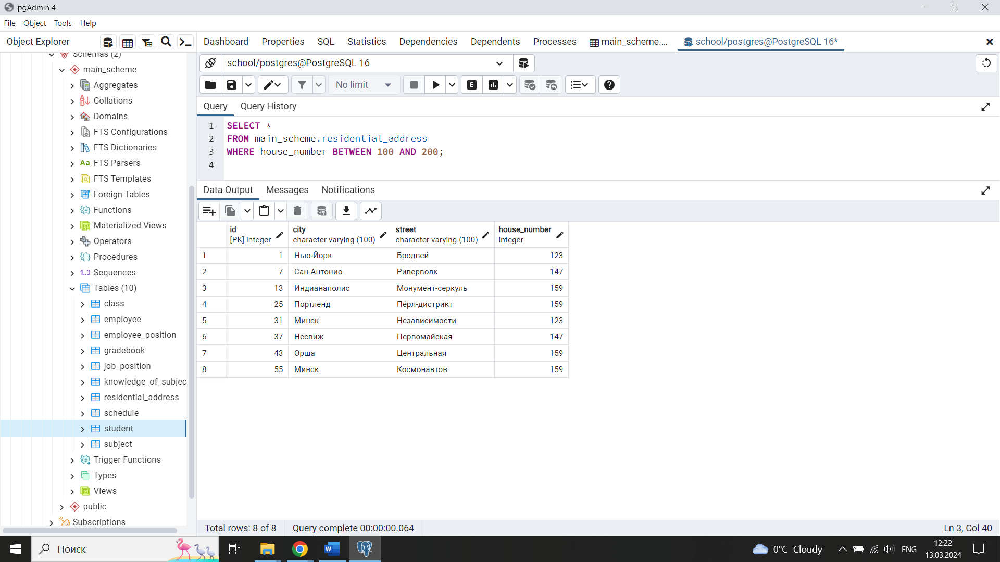 pgAdmin 4
File Object Tools Help
Object Explorer
Dashboard Properties SQL Statistics Dependencies Dependents Processes main_scheme.... school/postgres@PostgreSQL 16*
Schemas (2)
main_scheme
Aggregates
Collations
Domains
FTS Configurations
FTS Dictionaries
Aa FTS Parsers
FTS Templates
Foreign Tables
Functions
Materialized Views
Operators
Procedures
1..3 Sequences
Tables (10)
class
employee
employee_position
gradebook
job_position
knowledge_of_subjec
residential_address
schedule
student
subject
Trigger Functions
Types
Views
public
Subscriptions
school/postgres@PostgreSQL 16
No limit
E
Query Query History
1 SELECT *
2 FROM main_scheme.residential_address
3 WHERE house_number BETWEEN 100 AND 200;
4
Data Output Messages Notifications
id city street house_number
[PK] integer character varying (100) character varying (100) integer
1 1 Нью-Йорк Бродвей 123
2 7 Сан-Антонио Риверволк 147
3 13 Индианаполис Монумент-серкуль 159
4 25 Портленд Пёрл-дистрикт 159
5 31 Минск Независимости 123
6 37 Несвиж Первомайская 147
7 43 Орша Центральная 159
8 55 Минск Космонавтов 159
Total rows: 8 of 8 Query complete 00:00:00.064 Ln 3, Col 40
Поиск
0°C Cloudy
ENG
12:22
13.03.2024